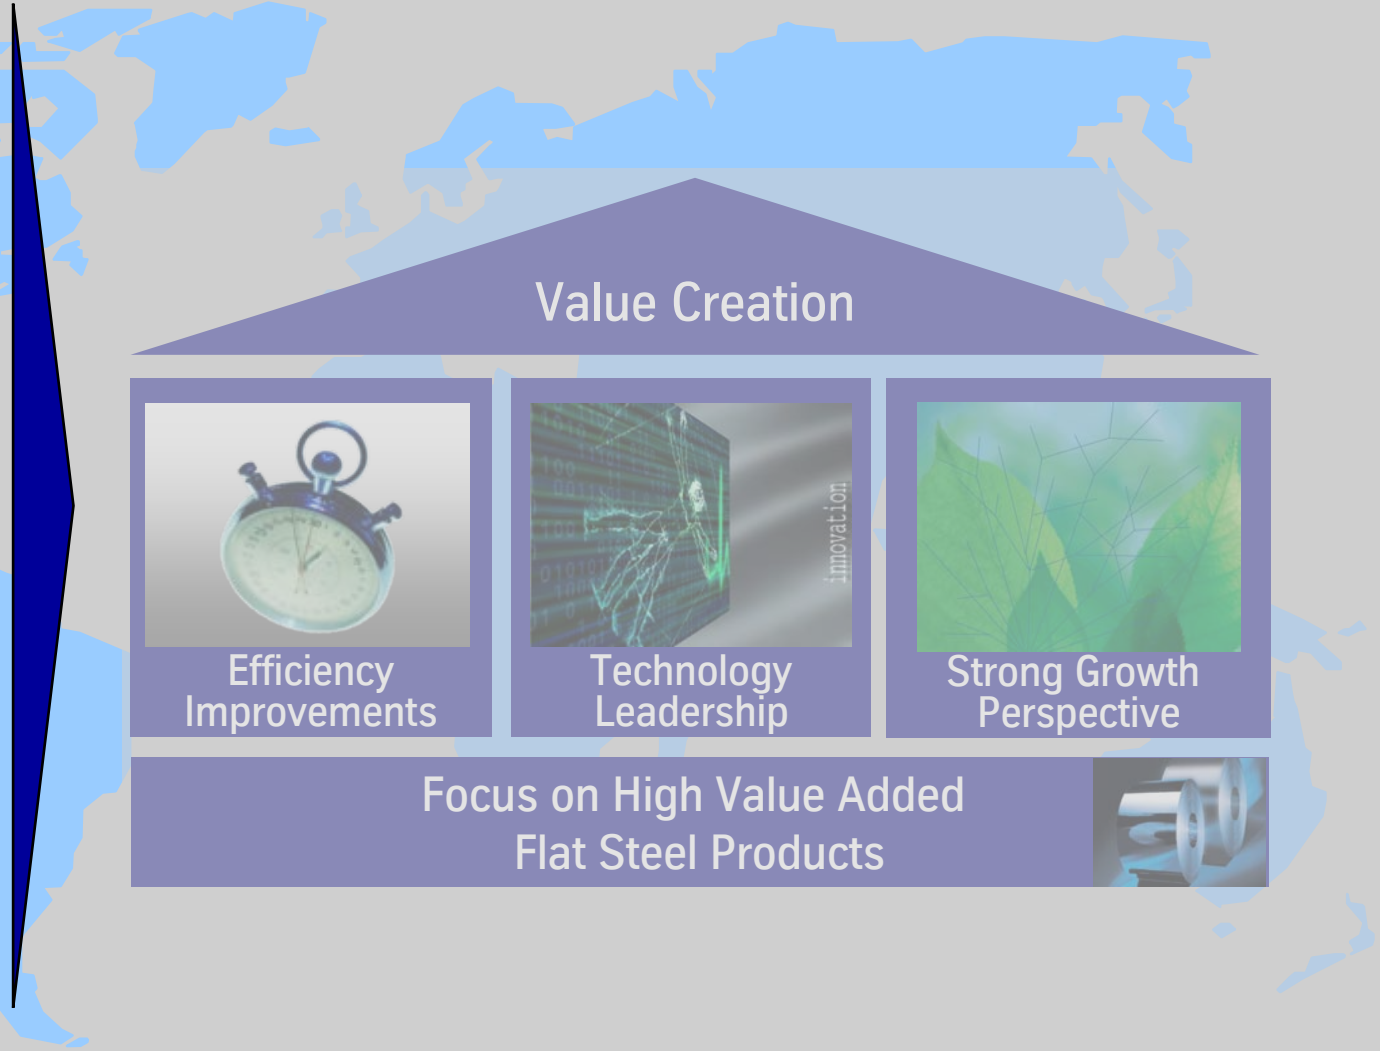 Value Creation
innovation
Efficiency
Improvements
Technology
Leadership
Strong Growth
Perspective
Focus on High Value Added
Flat Steel Products